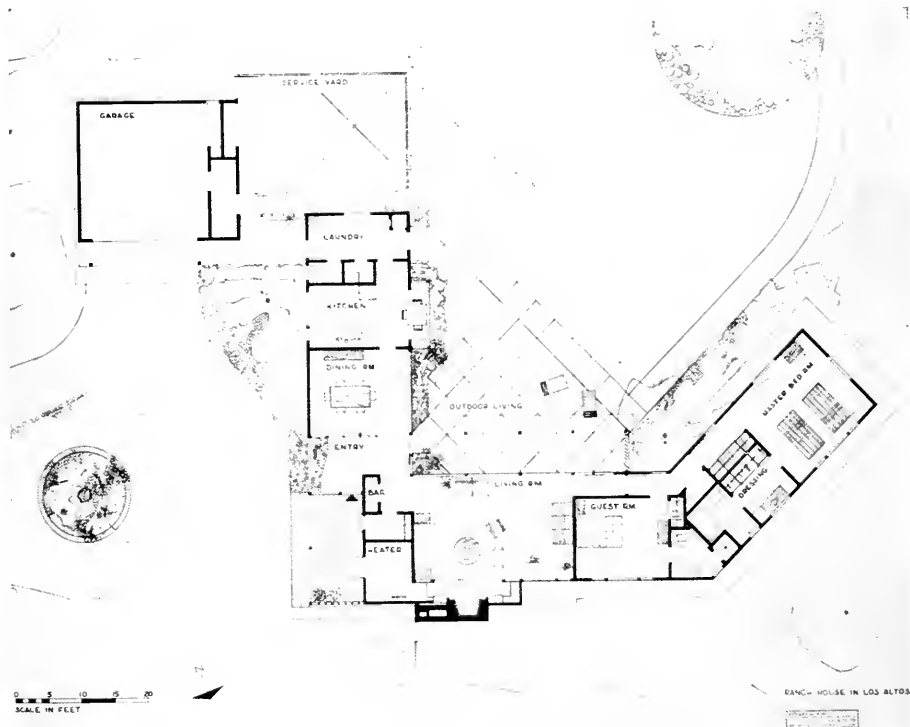 SERVICE YARD
GARAGE
LAUNDRY
KITCHEN
DINING RM
MASTER BED RM
OUTDOOR LIVING
ENTRY
LIVING RM
DRESSING
BAR
GUEST RM
HEATER
0 5 10 15 20
SCALE IN FEET
RANCH HOUSE IN LOS ALTOS